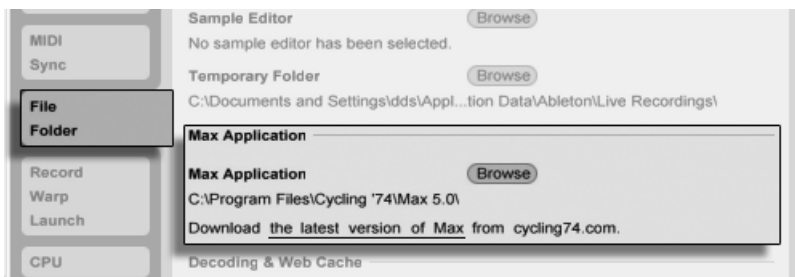 MIDI
Sync
File
Folder
Record
Warp
Launch
CPU
Sample Editor
Browse
No sample editor has been selected.
Temporary Folder
Browse
C:\Documents and Settings\dds\Appl...tion Data\Ableton\Live Recordings\
Max Application
Max Application
Browse
C:\Program Files\Cycling '74\Max 5.0\
Download the latest version of Max from cycling74.com.
Decoding & Web Cache